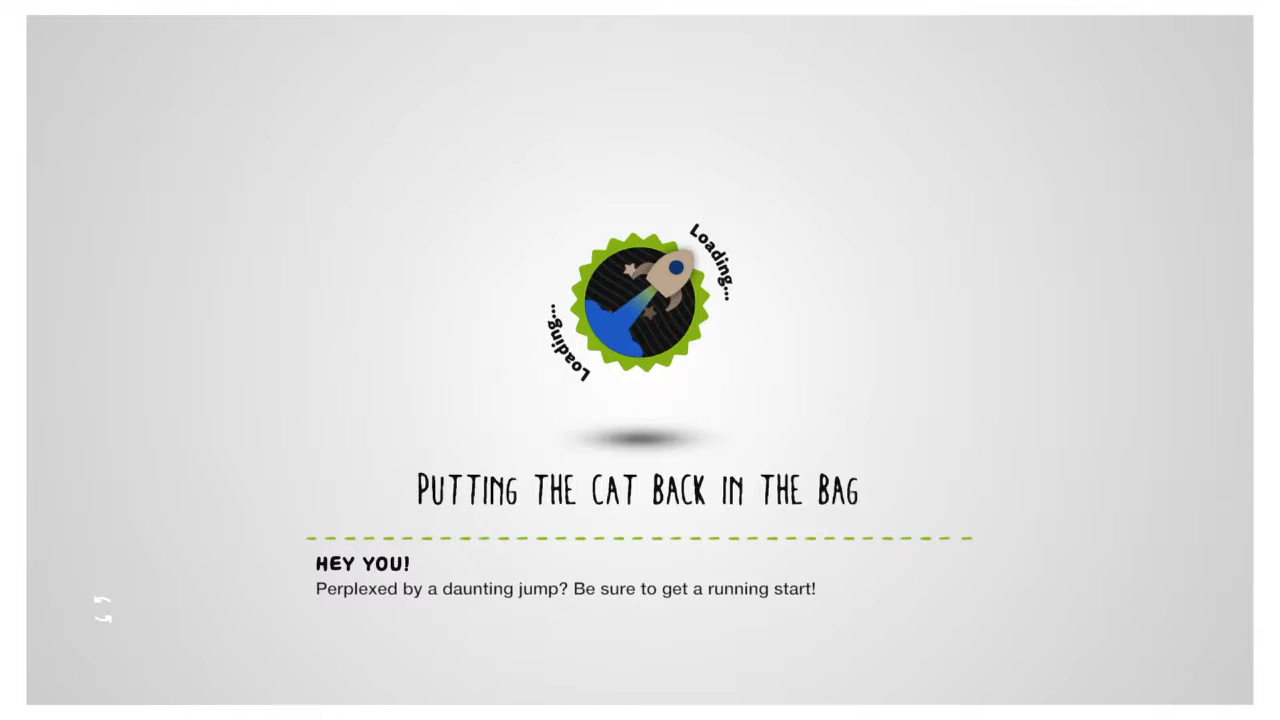 Loading...
Loading...
PUTTING THE CAT BACK IN THE BAG
HEY YOU!
Perplexed by a daunting jump? Be sure to get a running start!